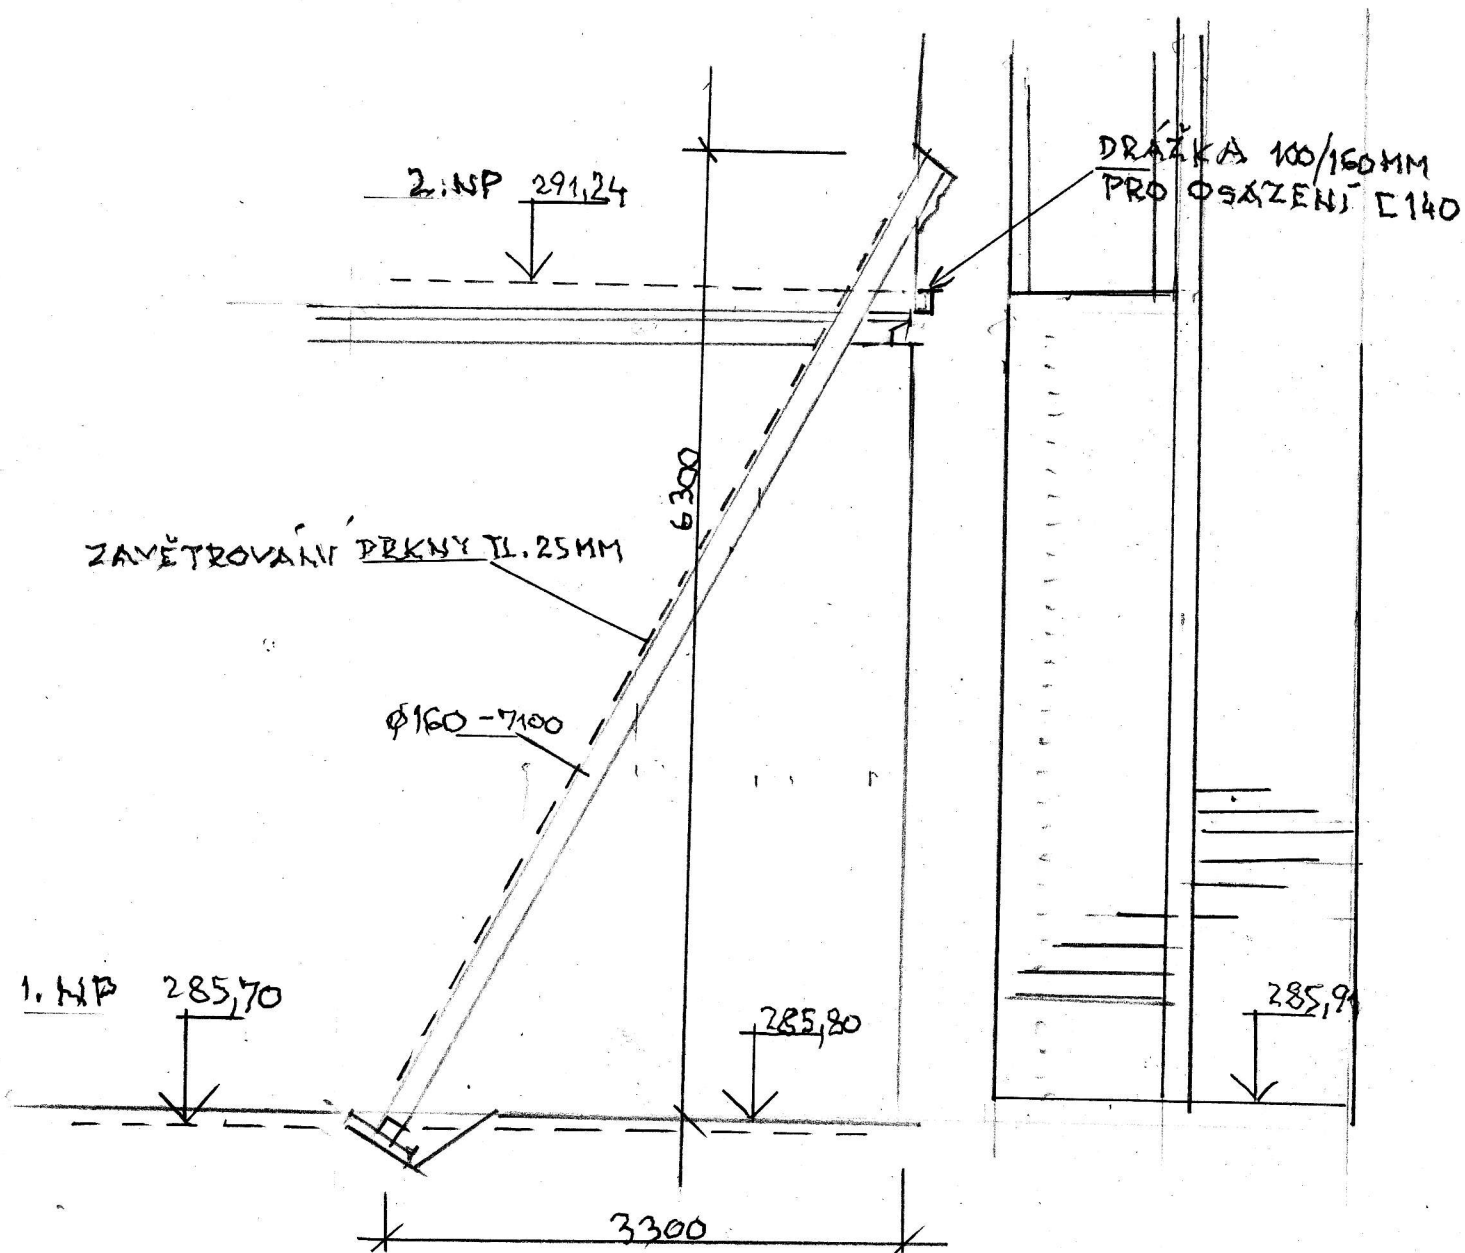 DRÁŽKA 100/160MM
PRO OSAZENÍ [140
2.NP 291,24
6300
ZAVĚTROVÁNÍ PRKNY TL.25MM
Ø160-7100
1.NP 285,70
285,80
285,91
3300